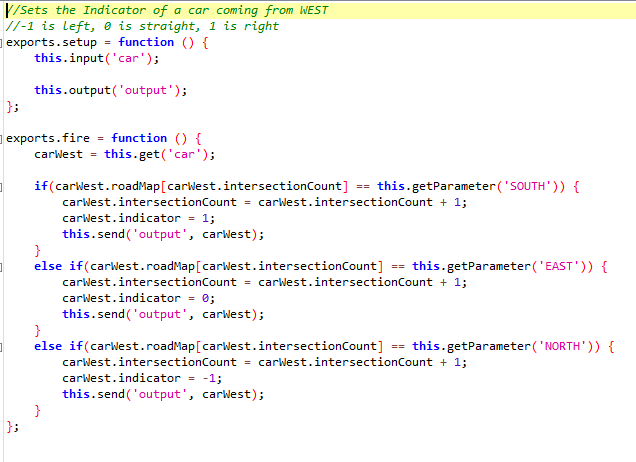 //Sets the Indicator of a car coming from WEST
//-1 is left, 0 is straight, 1 is right
exports.setup = function () {
    this.input('car');

    this.output('output');
};

exports.fire = function () {
    carWest = this.get('car');

    if(carWest.roadMap[carWest.intersectionCount] == this.getParameter('SOUTH')) {
        carWest.intersectionCount = carWest.intersectionCount + 1;
        carWest.indicator = 1;
        this.send('output', carWest);
    }
    else if(carWest.roadMap[carWest.intersectionCount] == this.getParameter('EAST')) {
        carWest.intersectionCount = carWest.intersectionCount + 1;
        carWest.indicator = 0;
        this.send('output', carWest);
    }
    else if(carWest.roadMap[carWest.intersectionCount] == this.getParameter('NORTH')) {
        carWest.intersectionCount = carWest.intersectionCount + 1;
        carWest.indicator = -1;
        this.send('output', carWest);
    }
};